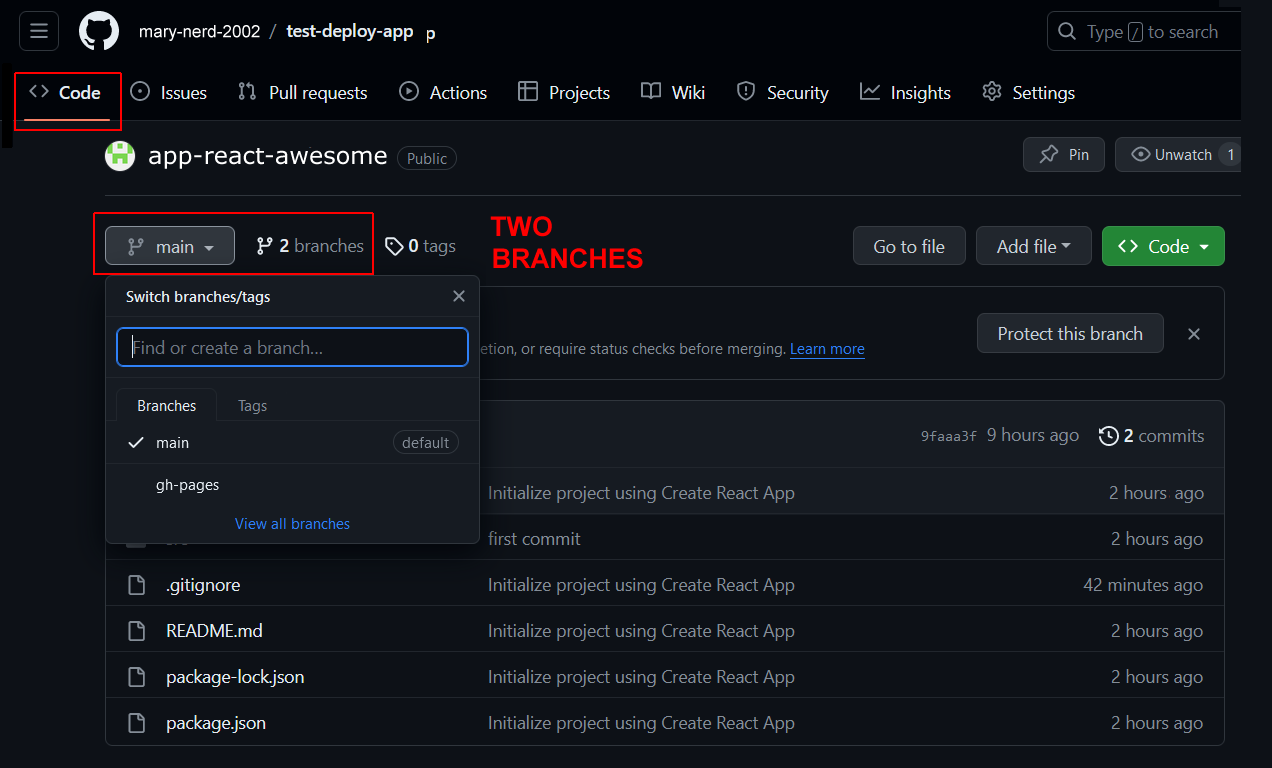 mary-nerd-2002 / test-deploy-app p
Type / to search
Code Issues Pull requests Actions Projects Wiki Security Insights Settings
app-react-awesome Public
Pin Unwatch 1
main 2 branches 0 tags
TWO
BRANCHES
Go to file Add file Code
Switch branches/tags
Find or create a branch...
etion, or require status checks before merging. Learn more
Protect this branch
Branches Tags
main default
gh-pages
View all branches
9faaa3f 9 hours ago 2 commits
Initialize project using Create React App 2 hours ago
first commit 2 hours ago
.gitignore Initialize project using Create React App 42 minutes ago
README.md Initialize project using Create React App 2 hours ago
package-lock.json Initialize project using Create React App 2 hours ago
package.json Initialize project using Create React App 2 hours ago